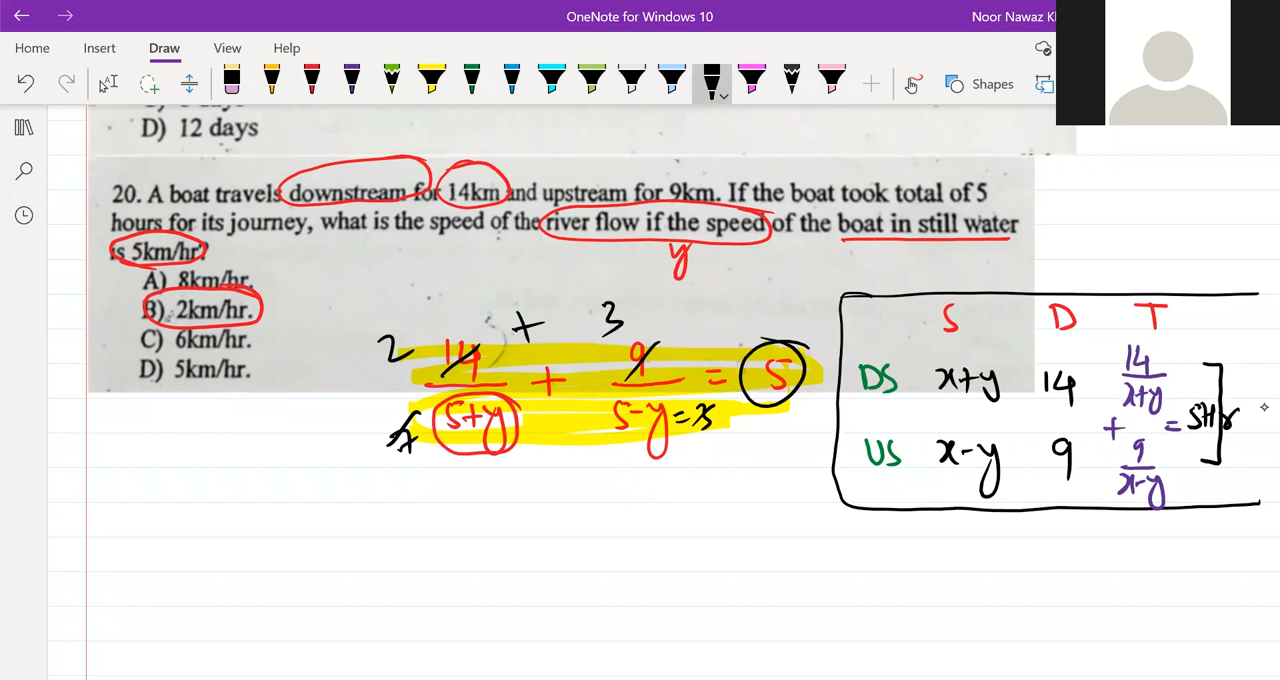 OneNote for Windows 10
Noor Nawaz
Home Insert Draw View Help
Shapes
D) 12 days
20. A boat travels downstream for 14km and upstream for 9km. If the boat took total of 5
hours for its journey, what is the speed of the river flow if the speed of the boat in still water
is 5km/hr?
y
A) 8km/hr.
B) 2km/hr.
C) 6km/hr.
D) 5km/hr.
2 + 3
14 + 9 = 5
5+y 5-y =
7
S D T
DS x+y 14 14/x+y
+ = 5Hr
US x-y 9 9/x-y